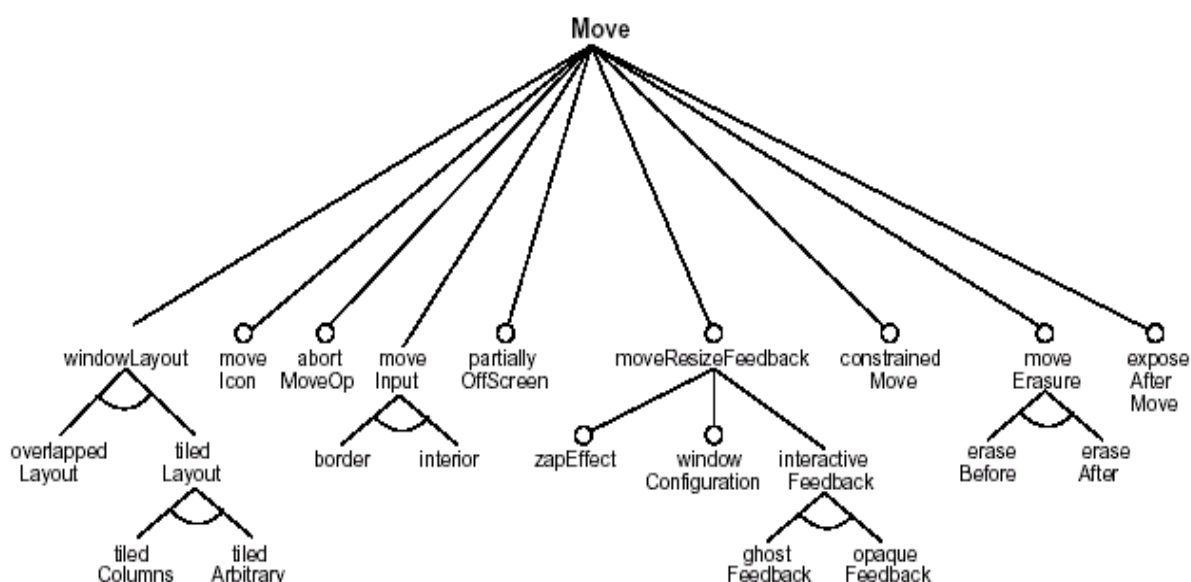 Move
windowLayout
move
Icon
abort
MoveOp
move
Input
partially
OffScreen
moveResizeFeedback
constrained
Move
move
Erasure
expose
After
Move
overlapped
Layout
tiled
Layout
border
interior
zapEffect
window
Configuration
interactive
Feedback
erase
Before
erase
After
tiled
Columns
tiled
Arbitrary
ghost
Feedback
opaque
Feedback